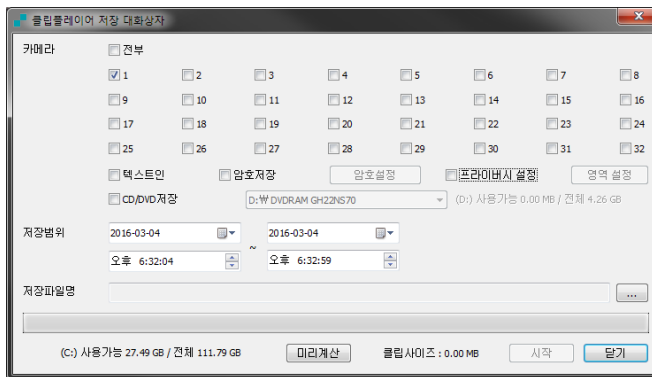 클립플레이어 저장 대화상자
카메라 전부
1 2 3 4 5 6 7 8
9 10 11 12 13 14 15 16
17 18 19 20 21 22 23 24
25 26 27 28 29 30 31 32
텍스트인 암호저장 암호설정 프라이버시 설정 영역 설정
CD/DVD저장 D:₩ DVDRAM GH22NS70 (D:) 사용가능 0.00 MB / 전체 4.26 GB
저장범위 2016-03-04 ~ 2016-03-04
오후 6:32:04 오후 6:32:59
저장파일명 ...
(C:) 사용가능 27.49 GB / 전체 111.79 GB 미리계산 클립사이즈 : 0.00 MB 시작 닫기